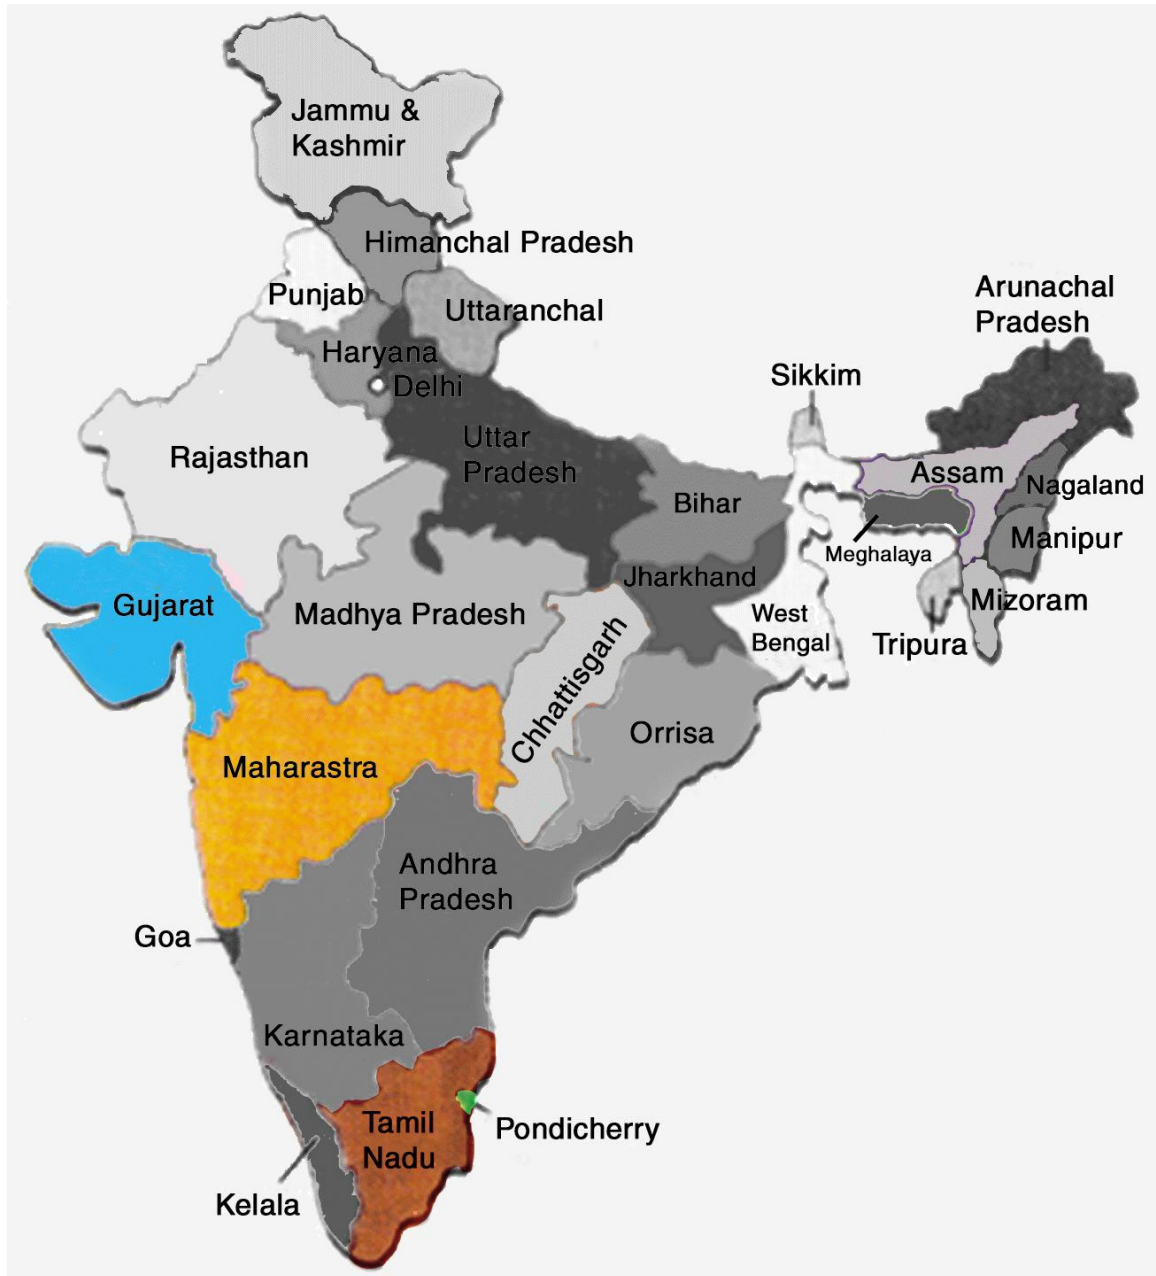 Jammu &
Kashmir
Himanchal Pradesh
Punjab
Uttaranchal
Arunachal
Pradesh
Haryana
Delhi
Sikkim
Uttar
Pradesh
Rajasthan
Assam
Nagaland
Bihar
Manipur
Meghalaya
Jharkhand
Gujarat
Madhya Pradesh
Mizoram
West
Bengal
Tripura
Chhattisgarh
Orrisa
Maharastra
Andhra
Pradesh
Goa
Karnataka
Tamil
Nadu
Pondicherry
Kelala